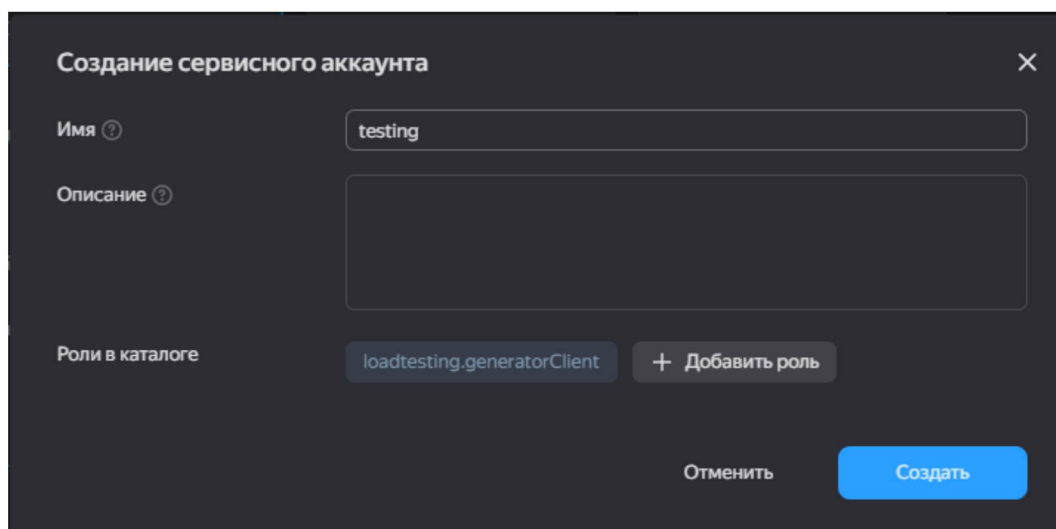 Создание сервисного аккаунта
Имя
testing
Описание
Роли в каталоге
loadtesting.generatorClient
+ Добавить роль
Отменить
Создать